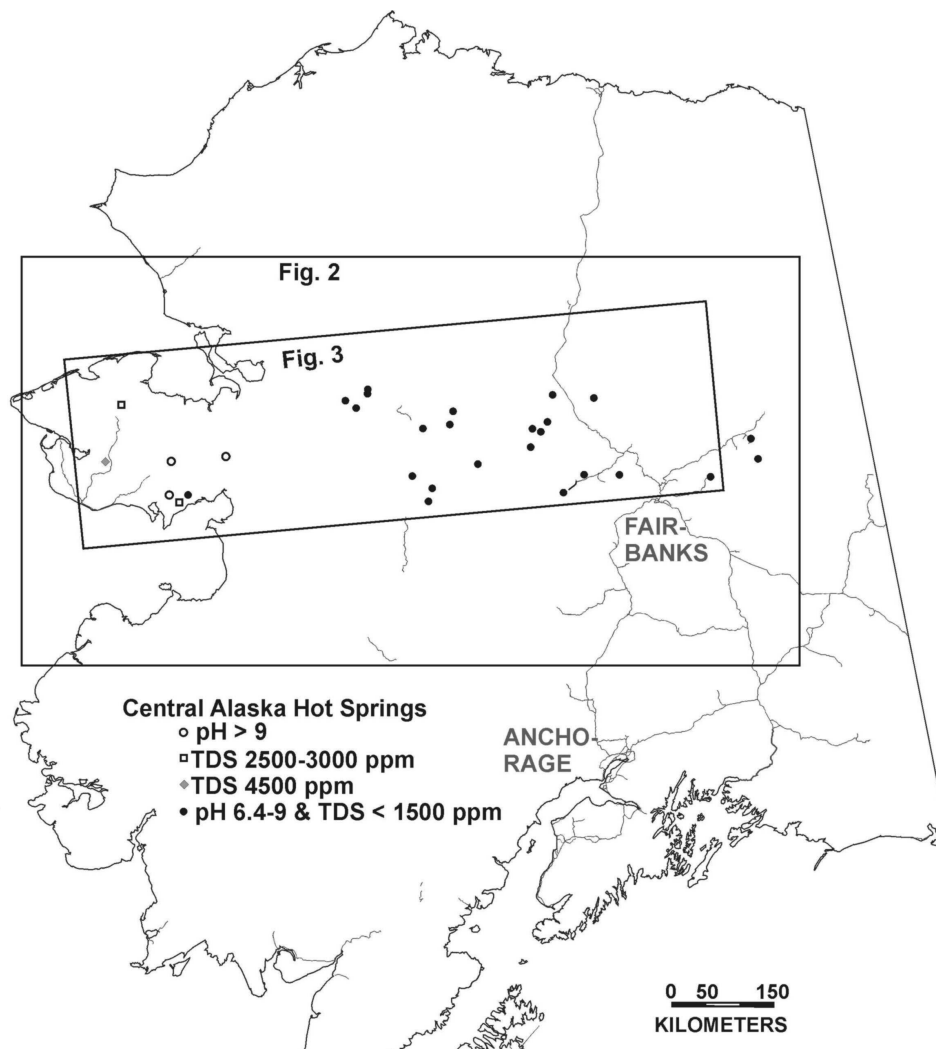 Fig. 2
Fig. 3
FAIR-
BANKS
Central Alaska Hot Springs
pH > 9
TDS 2500-3000 ppm
TDS 4500 ppm
pH 6.4-9 & TDS < 1500 ppm
ANCHO-
RAGE
0 50 150
KILOMETERS